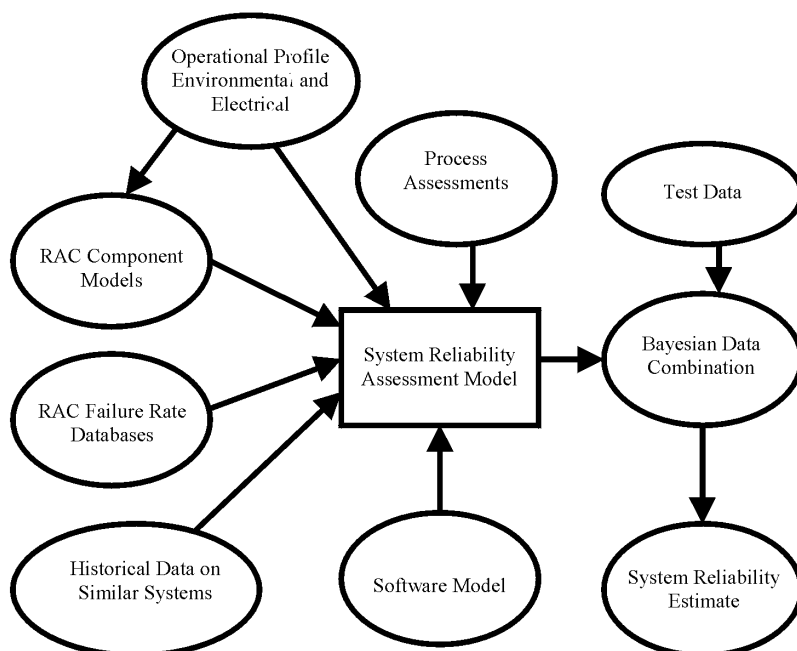 Operational Profile
Environmental and
Electrical
Process
Assessments
Test Data
RAC Component
Models
System Reliability
Assessment Model
Bayesian Data
Combination
RAC Failure Rate
Databases
Historical Data on
Similar Systems
Software Model
System Reliability
Estimate